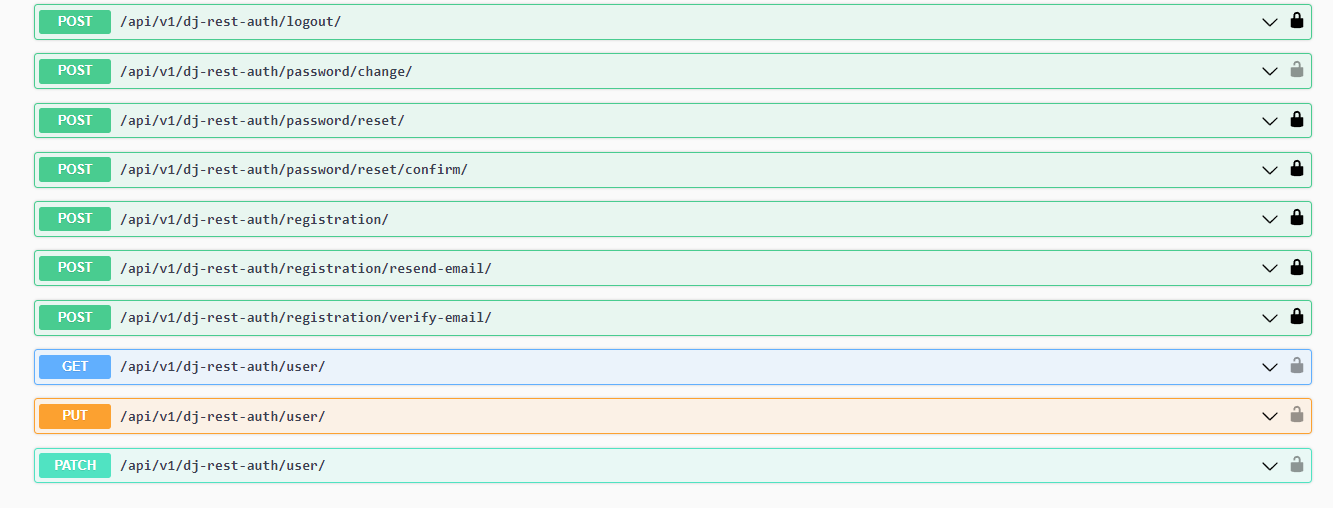 POST /api/v1/dj-rest-auth/logout/
POST /api/v1/dj-rest-auth/password/change/
POST /api/v1/dj-rest-auth/password/reset/
POST /api/v1/dj-rest-auth/password/reset/confirm/
POST /api/v1/dj-rest-auth/registration/
POST /api/v1/dj-rest-auth/registration/resend-email/
POST /api/v1/dj-rest-auth/registration/verify-email/
GET /api/v1/dj-rest-auth/user/
PUT /api/v1/dj-rest-auth/user/
PATCH /api/v1/dj-rest-auth/user/